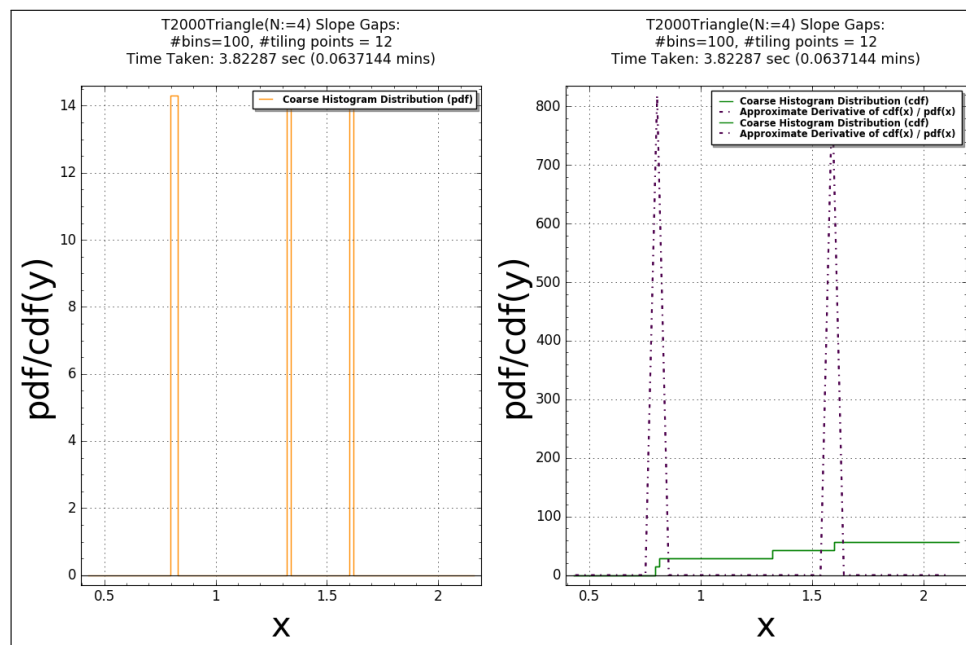 T2000Triangle(N:=4) Slope Gaps:
#bins=100, #tiling points = 12
Time Taken: 3.82287 sec (0.0637144 mins)
Coarse Histogram Distribution (pdf)
14
12
10
8
6
4
2
0
0.5
1
1.5
2
pdf/cdf(y)
x
T2000Triangle(N:=4) Slope Gaps:
#bins=100, #tiling points = 12
Time Taken: 3.82287 sec (0.0637144 mins)
Coarse Histogram Distribution (cdf)
Approximate Derivative of cdf(x) / pdf(x)
Coarse Histogram Distribution (cdf)
Approximate Derivative of cdf(x) / pdf(x)
800
700
600
500
400
300
200
100
0
0.5
1
1.5
2
pdf/cdf(y)
x